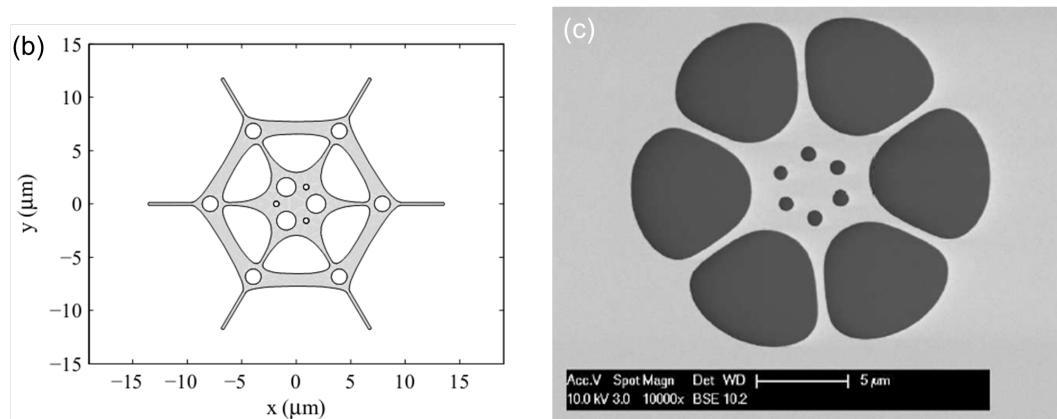 (b)
15
10
5
0
−5
−10
−15
y (μm)
−15 −10 −5 0 5 10 15
x (μm)
(c)
Acc.V Spot Magn Det WD 5 μm
10.0 kV 3.0 10000x BSE 10.2